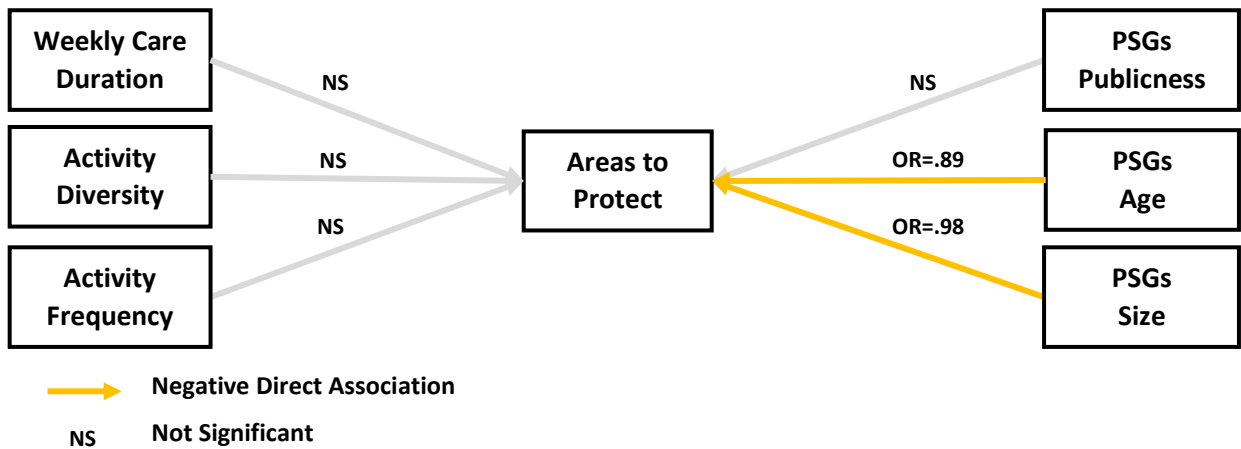 Weekly Care
Duration
Activity
Diversity
Activity
Frequency
NS
NS
NS
Areas to
Protect
NS
OR=.89
OR=.98
PSGs
Publicness
PSGs
Age
PSGs
Size
Negative Direct Association
NS Not Significant